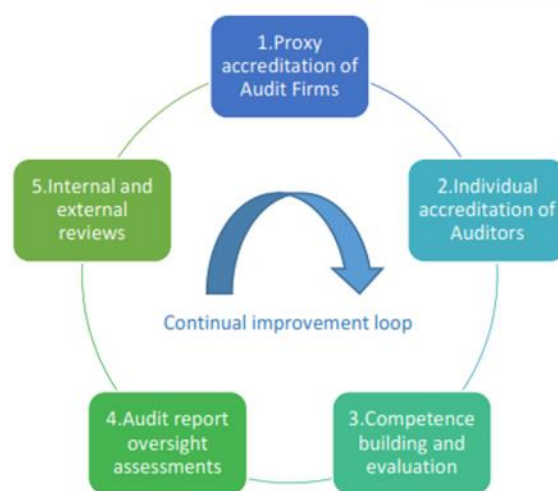 1.Proxy
accreditation of
Audit Firms
2.Individual
accreditation of
Auditors
3.Competence
building and
evaluation
4.Audit report
oversight
assessments
5.Internal and
external
reviews
Continual improvement loop